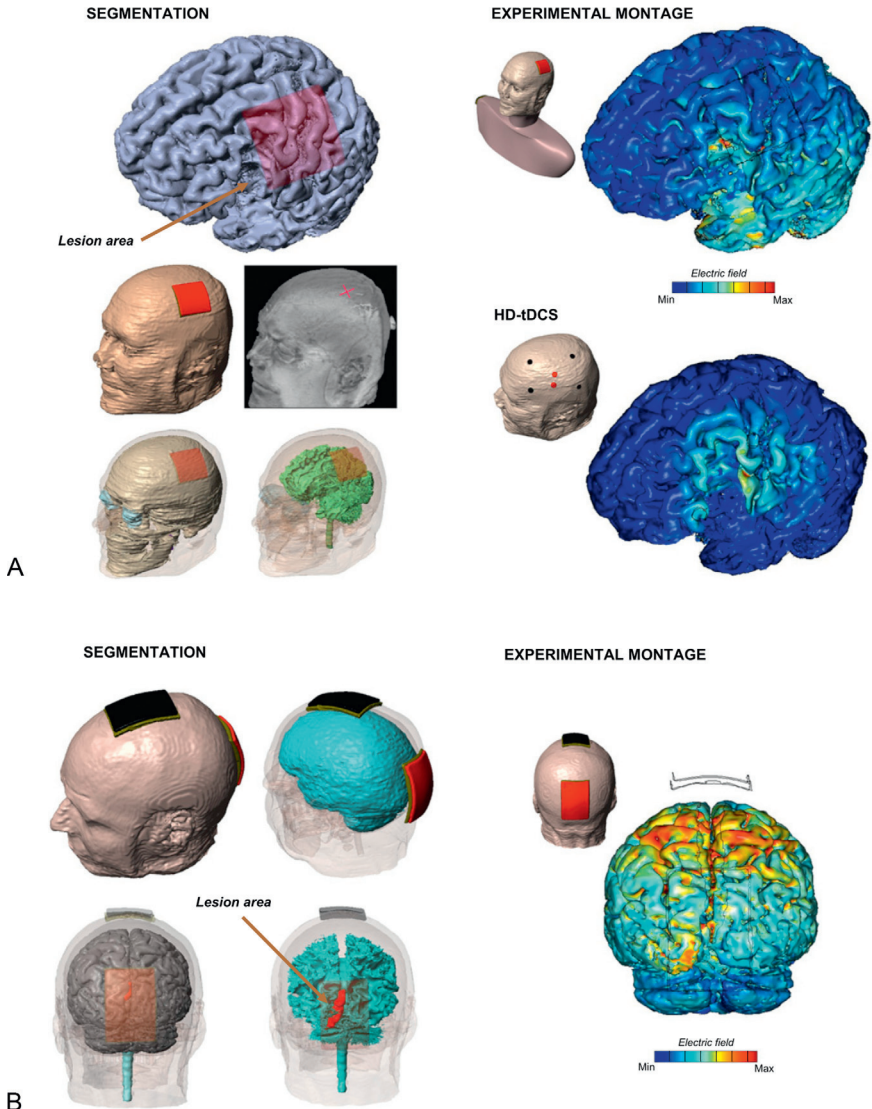 SEGMENTATION
EXPERIMENTAL MONTAGE
Lesion area
Electric field
Min
Max
HD-tDCS
A
SEGMENTATION
EXPERIMENTAL MONTAGE
Lesion area
Electric field
Min
Max
B